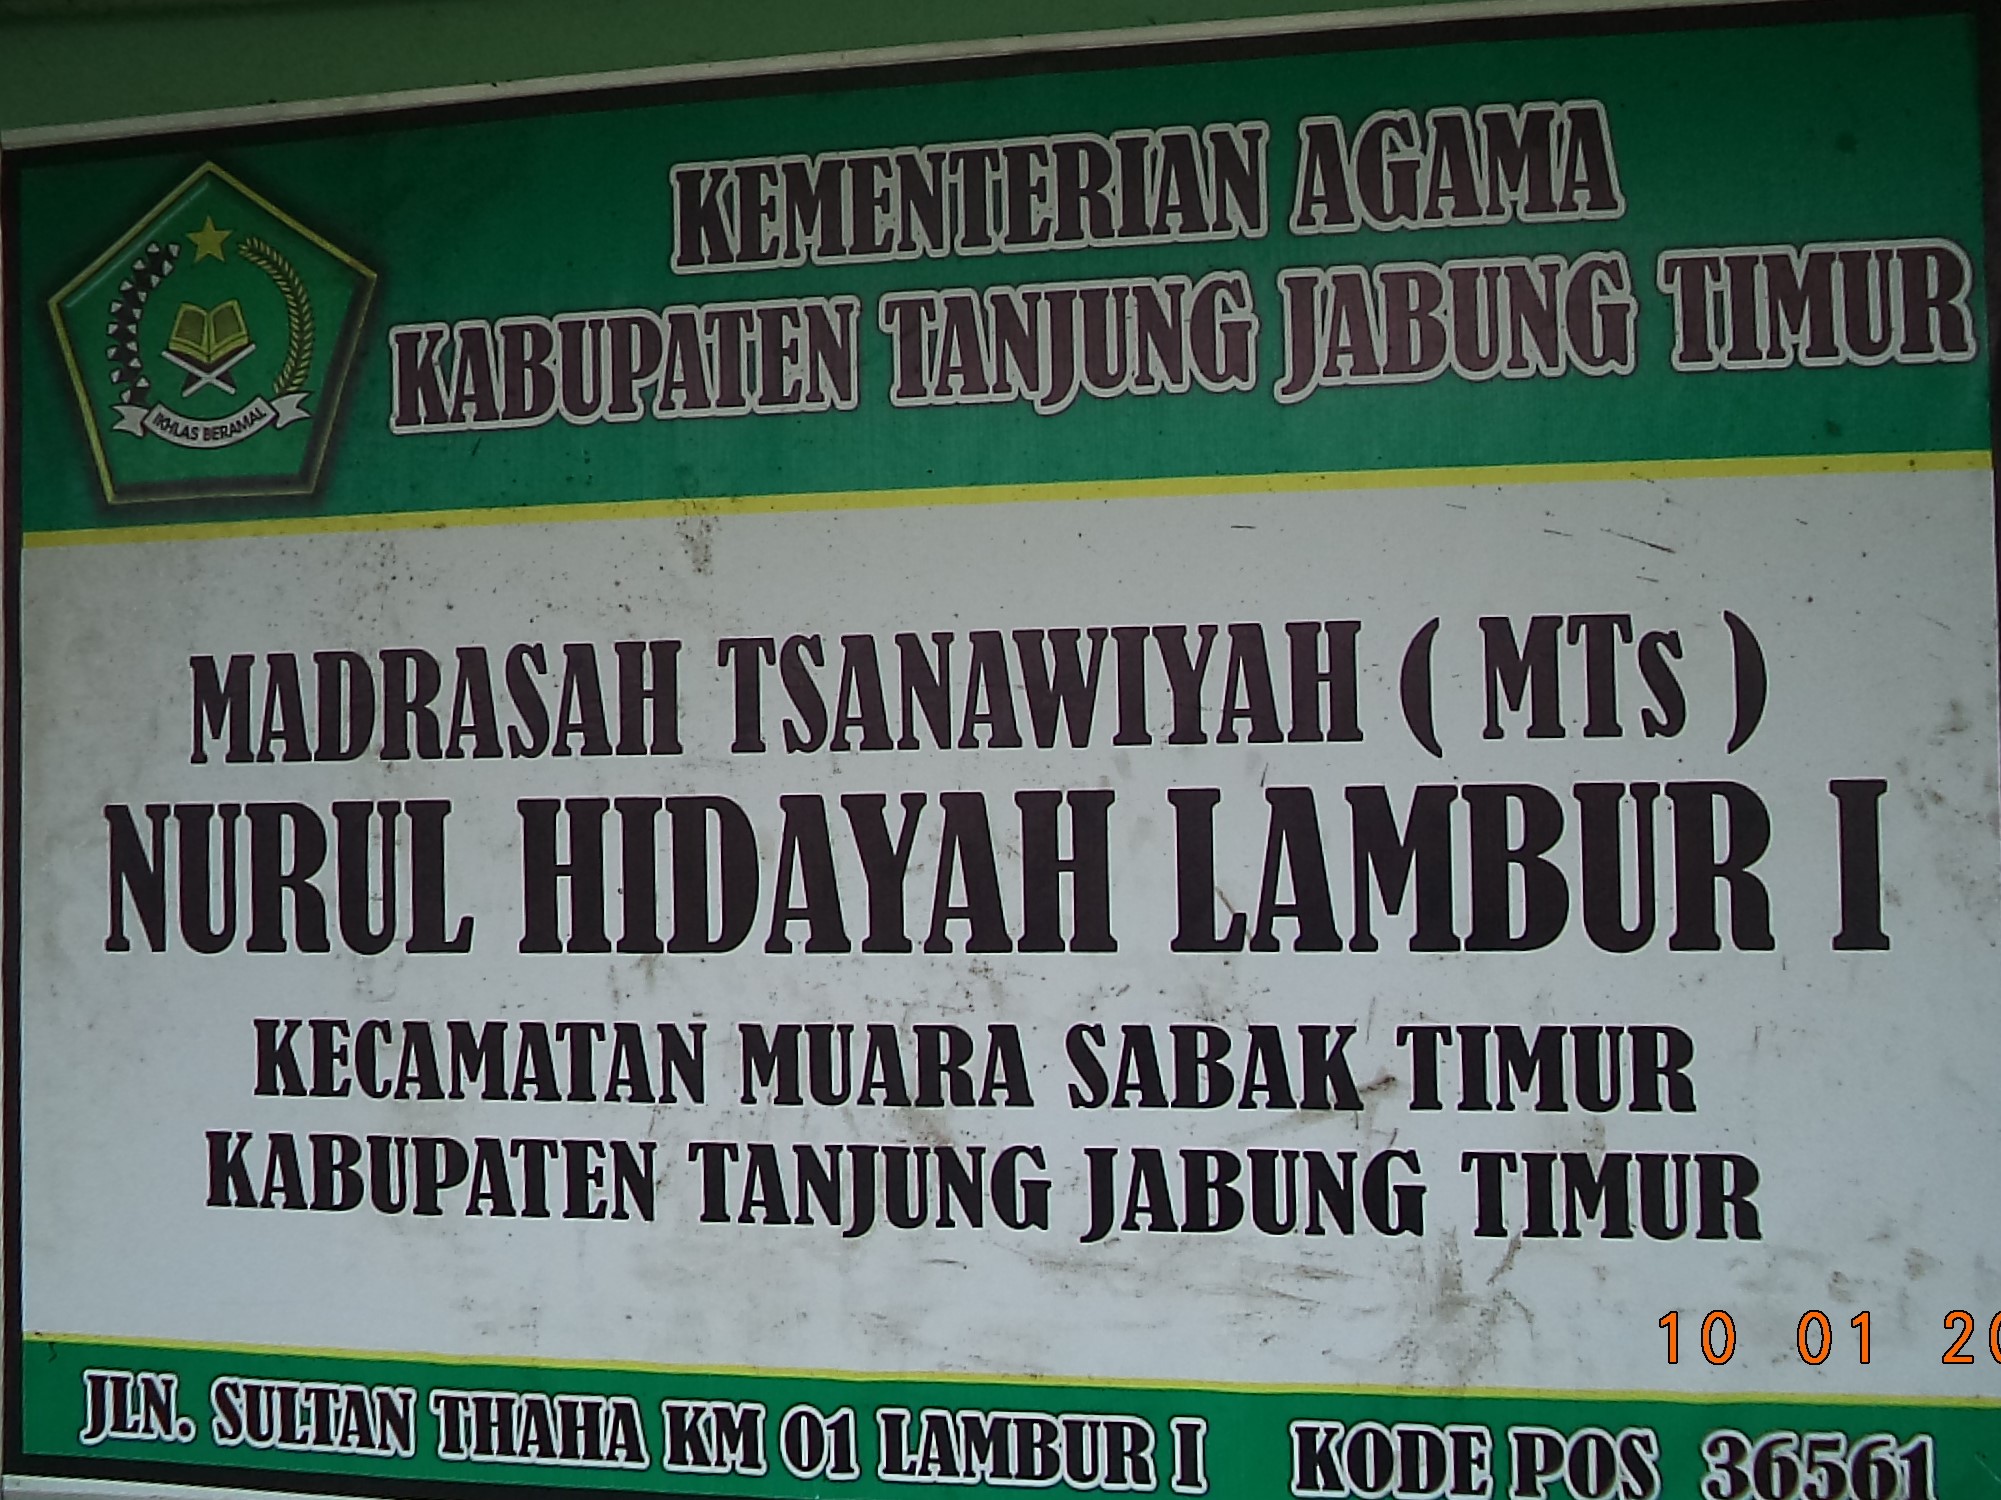 KEMENTERIAN AGAMA
KABUPATEN TANJUNG JABUNG TIMUR
IKHLAS BERAMAL
MADRASAH TSANAWIYAH ( MTs )
NURUL HIDAYAH LAMBUR I
KECAMATAN MUARA SABAK TIMUR
KABUPATEN TANJUNG JABUNG TIMUR
10 01 20
JLN. SULTAN THAHA KM 01 LAMBUR I KODE POS 36561